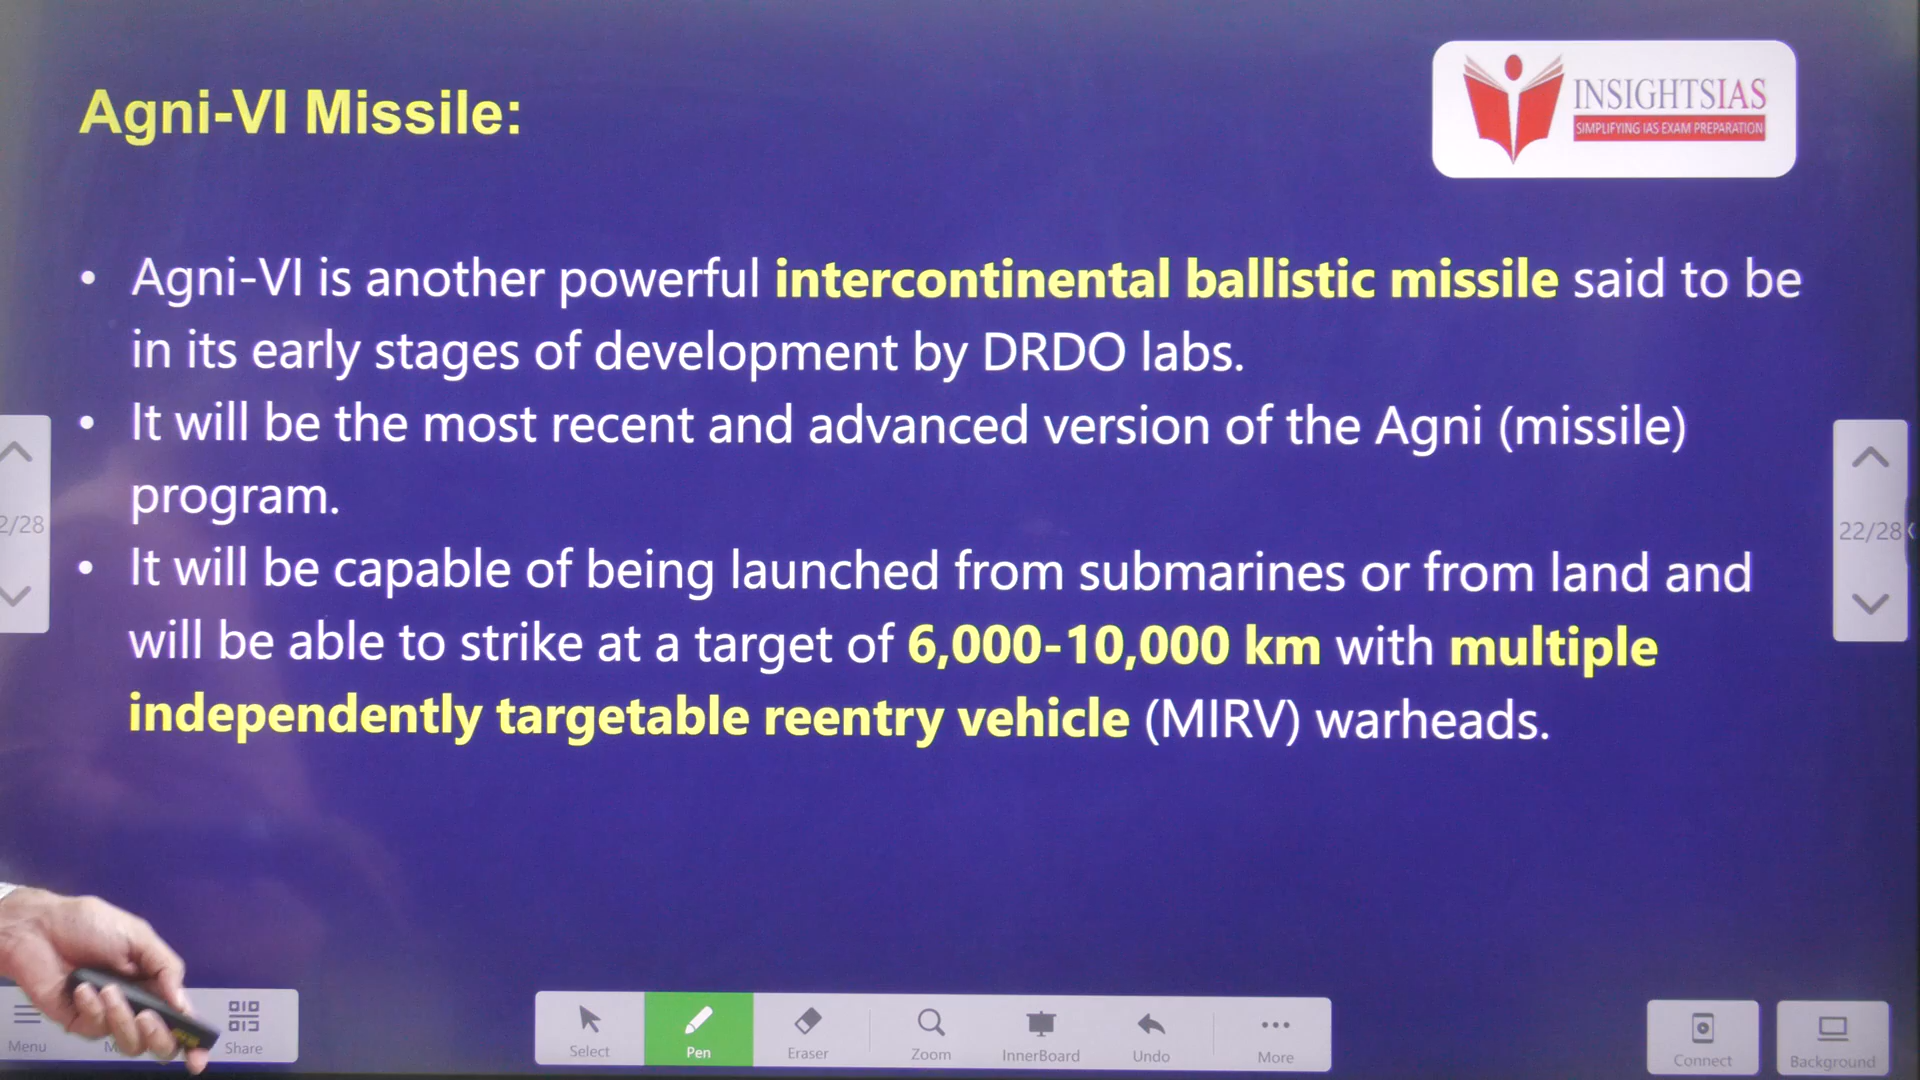 Agni-VI Missile:
INSIGHTSIAS
SIMPLIFYING IAS EXAM PREPARATION
• Agni-VI is another powerful intercontinental ballistic missile said to be
in its early stages of development by DRDO labs.
• It will be the most recent and advanced version of the Agni (missile)
program.
• It will be capable of being launched from submarines or from land and
will be able to strike at a target of 6,000-10,000 km with multiple
independently targetable reentry vehicle (MIRV) warheads.
2/28
22/28
Menu
Share
Select
Pen
Eraser
Zoom
InnerBoard
Undo
More
Connect
Background